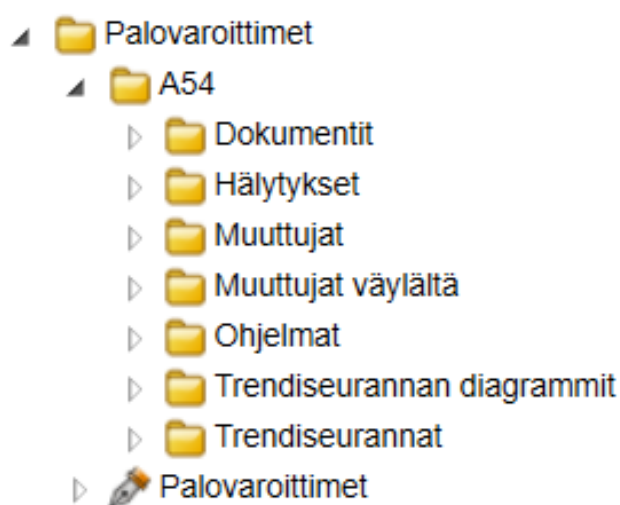 Palovaroittimet
A54
Dokumentit
Hälytykset
Muuttujat
Muuttujat väylältä
Ohjelmat
Trendiseurannan diagrammit
Trendiseurannat
Palovaroittimet